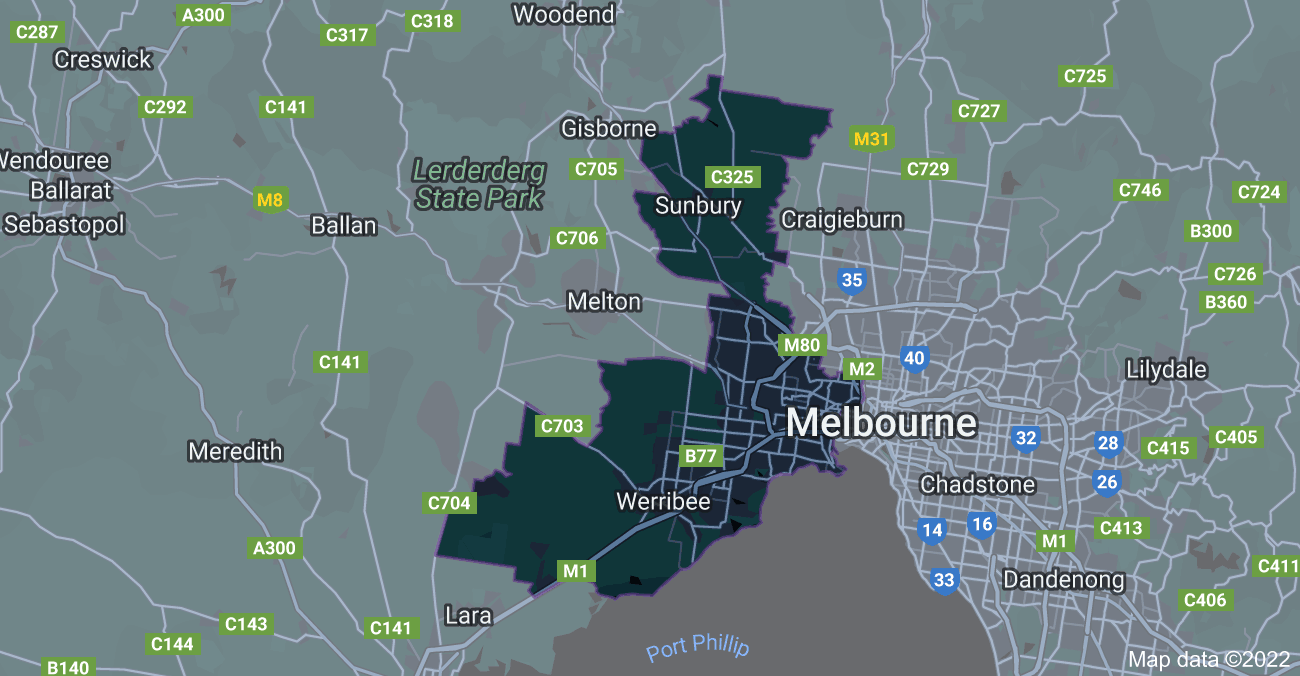 Woodend
A300
C318
C287
C317
Creswick
C725
C292
C141
C727
Gisborne
M31
Wendouree
Lerderderg
State Park
C705
C729
C325
Ballarat
M8
C746
C724
Sunbury
Sebastopol
Ballan
Craigieburn
C706
B300
35
C726
Melton
B360
M80
C141
40
M2
Lilydale
Melbourne
C703
32
28
C405
C415
Meredith
B77
Chadstone
26
C704
Werribee
14
16
C413
A300
M1
M1
C411
33
Dandenong
C406
Lara
C143
C141
C144
Port Phillip
B140
Map data ©2022